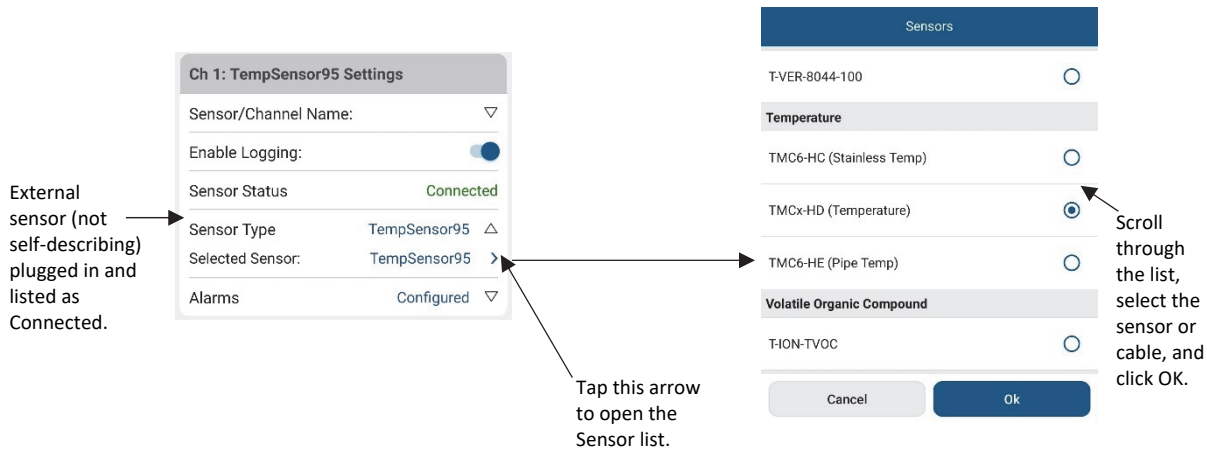 External
sensor (not
self-describing)
plugged in and
listed as
Connected.
Ch 1: TempSensor95 Settings
Sensor/Channel Name:
Enable Logging:
Sensor Status Connected
Sensor Type TempSensor95
Selected Sensor: TempSensor95
Alarms Configured
Tap this arrow
to open the
Sensor list.
Sensors
T-VER-8044-100
Temperature
TMC6-HC (Stainless Temp)
TMCx-HD (Temperature)
TMC6-HE (Pipe Temp)
Volatile Organic Compound
T-ION-TVOC
Cancel Ok
Scroll
through
the list,
select the
sensor or
cable, and
click OK.